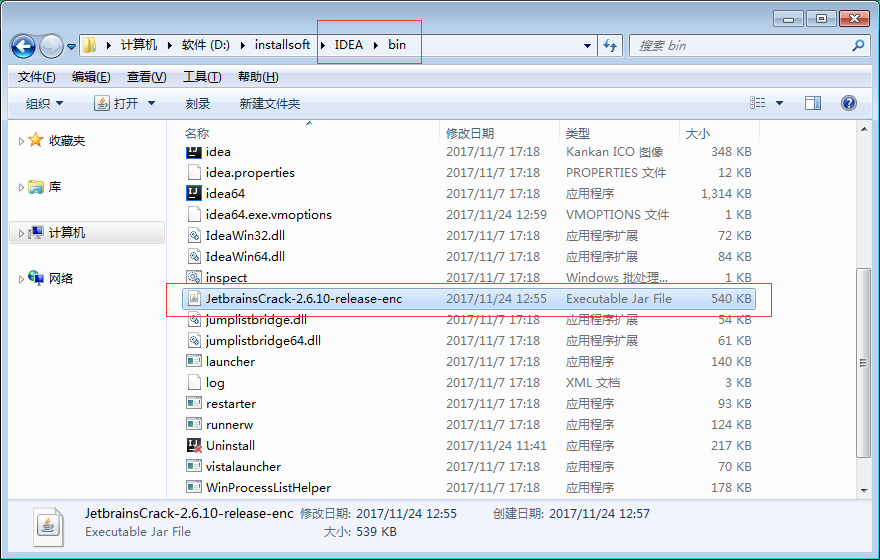 计算机 软件 (D:) installsoft IDEA bin 搜索 bin
文件(F) 编辑(E) 查看(V) 工具(T) 帮助(H)
组织 打开 刻录 新建文件夹
收藏夹
库
计算机
网络
名称 修改日期 类型 大小
idea 2017/11/7 17:18 Kankan ICO 图像 348 KB
idea.properties 2017/11/7 17:18 PROPERTIES 文件 12 KB
idea64 2017/11/7 17:18 应用程序 1,314 KB
idea64.exe.vmoptions 2017/11/24 12:59 VMOPTIONS 文件 1 KB
IdeaWin32.dll 2017/11/7 17:18 应用程序扩展 72 KB
IdeaWin64.dll 2017/11/7 17:18 应用程序扩展 84 KB
inspect 2017/11/7 17:18 Windows 批处理... 1 KB
JetbrainsCrack-2.6.10-release-enc 2017/11/24 12:55 Executable Jar File 540 KB
jumplistbridge.dll 2017/11/7 17:18 应用程序扩展 54 KB
jumplistbridge64.dll 2017/11/7 17:18 应用程序扩展 61 KB
launcher 2017/11/7 17:18 应用程序 140 KB
log 2017/11/7 17:18 XML 文档 3 KB
restarter 2017/11/7 17:18 应用程序 93 KB
runnerw 2017/11/7 17:18 应用程序 124 KB
Uninstall 2017/11/24 11:41 应用程序 217 KB
vistalauncher 2017/11/7 17:18 应用程序 70 KB
WinProcessListHelper 2017/11/7 17:18 应用程序 178 KB
JetbrainsCrack-2.6.10-release-enc 修改日期: 2017/11/24 12:55 创建日期: 2017/11/24 12:57
Executable Jar File 大小: 539 KB